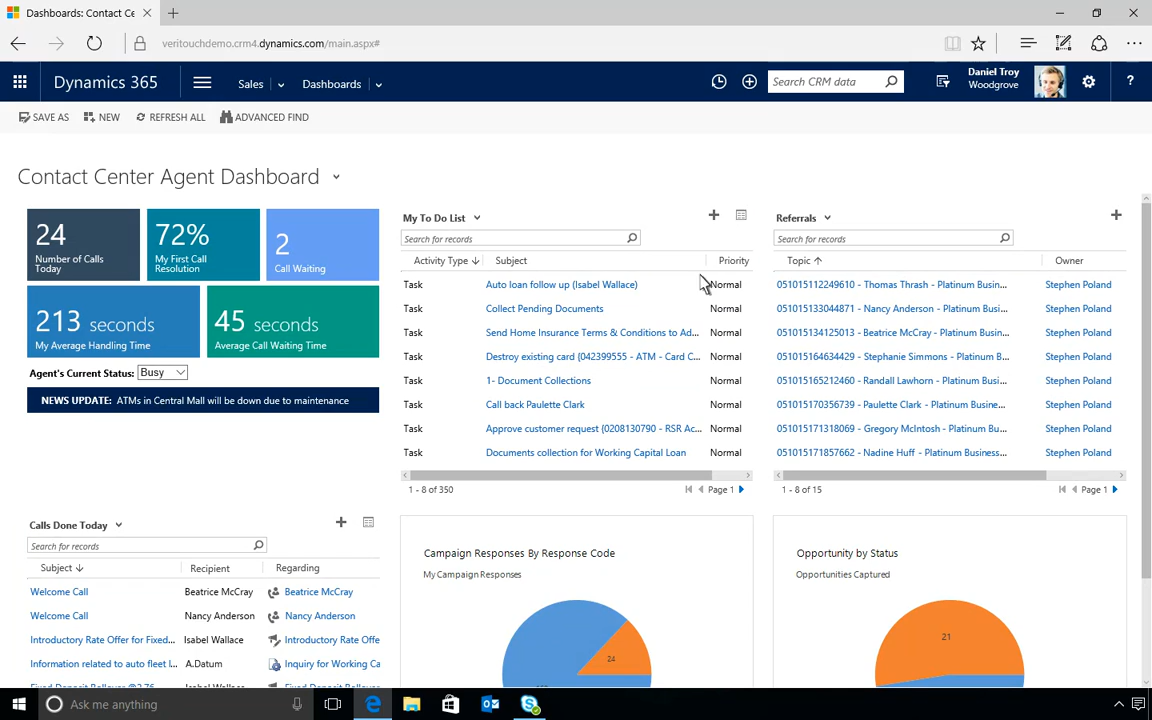 Dashboards: Contact Ce
veritouchdemo.crm4.dynamics.com/main.aspx#
Dynamics 365
Sales
Dashboards
Search CRM data
Daniel Troy
Woodgrove
?
SAVE AS
NEW
REFRESH ALL
ADVANCED FIND
Contact Center Agent Dashboard
24
Number of Calls
Today
72%
My First Call
Resolution
2
Call Waiting
213 seconds
My Average Handling Time
45 seconds
Average Call Waiting Time
Agent's Current Status: Busy
NEWS UPDATE: ATMs in Central Mall will be down due to maintenance
My To Do List
Search for records
Activity Type Subject Priority
Task Auto loan follow up (Isabel Wallace) Normal
Task Collect Pending Documents Normal
Task Send Home Insurance Terms & Conditions to Ad... Normal
Task Destroy existing card {042399555 - ATM - Card C... Normal
Task 1- Document Collections Normal
Task Call back Paulette Clark Normal
Task Approve customer request {0208130790 - RSR Ac... Normal
Task Documents collection for Working Capital Loan Normal
1 - 8 of 350
Page 1
Referrals
Search for records
Topic Owner
051015112249610 - Thomas Thrash - Platinum Busin... Stephen Poland
051015133044871 - Nancy Anderson - Platinum Busi... Stephen Poland
051015134125013 - Beatrice McCray - Platinum Busi... Stephen Poland
051015164634429 - Stephanie Simmons - Platinum B... Stephen Poland
051015165212460 - Randall Lawhorn - Platinum Busi... Stephen Poland
051015170356739 - Paulette Clark - Platinum Busine... Stephen Poland
051015171318069 - Gregory McIntosh - Platinum Bu... Stephen Poland
051015171857662 - Nadine Huff - Platinum Business... Stephen Poland
1 - 8 of 15
Page 1
Calls Done Today
Search for records
Subject Recipient Regarding
Welcome Call Beatrice McCray Beatrice McCray
Welcome Call Nancy Anderson Nancy Anderson
Introductory Rate Offer for Fixed... Isabel Wallace Introductory Rate Offe
Information related to auto fleet l... A.Datum Inquiry for Working Ca
Campaign Responses By Response Code
My Campaign Responses
24
Opportunity by Status
Opportunities Captured
21
Ask me anything